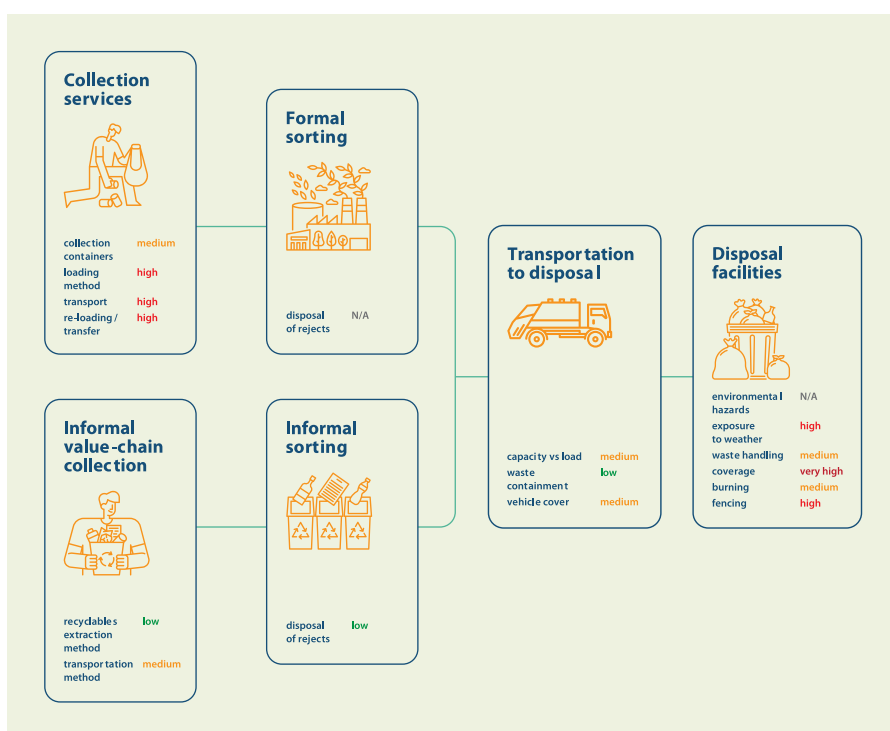 Collection
services
collection medium
containers
loading high
method
transport high
re-loading / high
transfer
Formal
sorting
disposal N/A
of rejects
Informal
value-chain
collection
recyclables low
extraction
method
transportation medium
method
Informal
sorting
disposal low
of rejects
Transportation
to disposal
capacity vs load medium
waste low
containment
vehicle cover medium
Disposal
facilities
environmental N/A
hazards
exposure high
to weather
waste handling medium
coverage very high
burning medium
fencing high